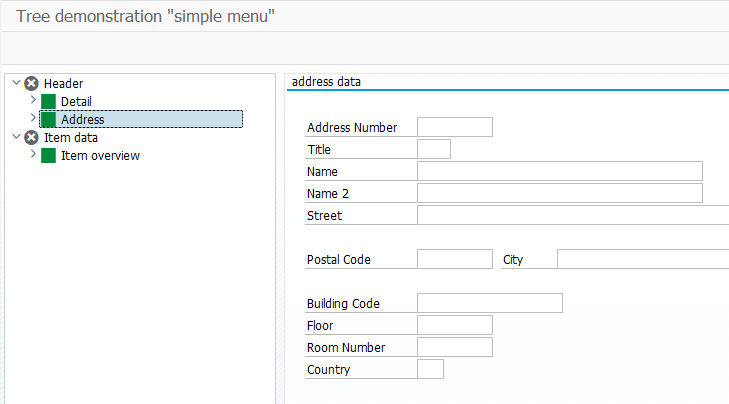 Tree demonstration "simple menu"
Header
Detail
Address
Item data
Item overview
address data
Address Number
Title
Name
Name 2
Street
Postal Code City
Building Code
Floor
Room Number
Country